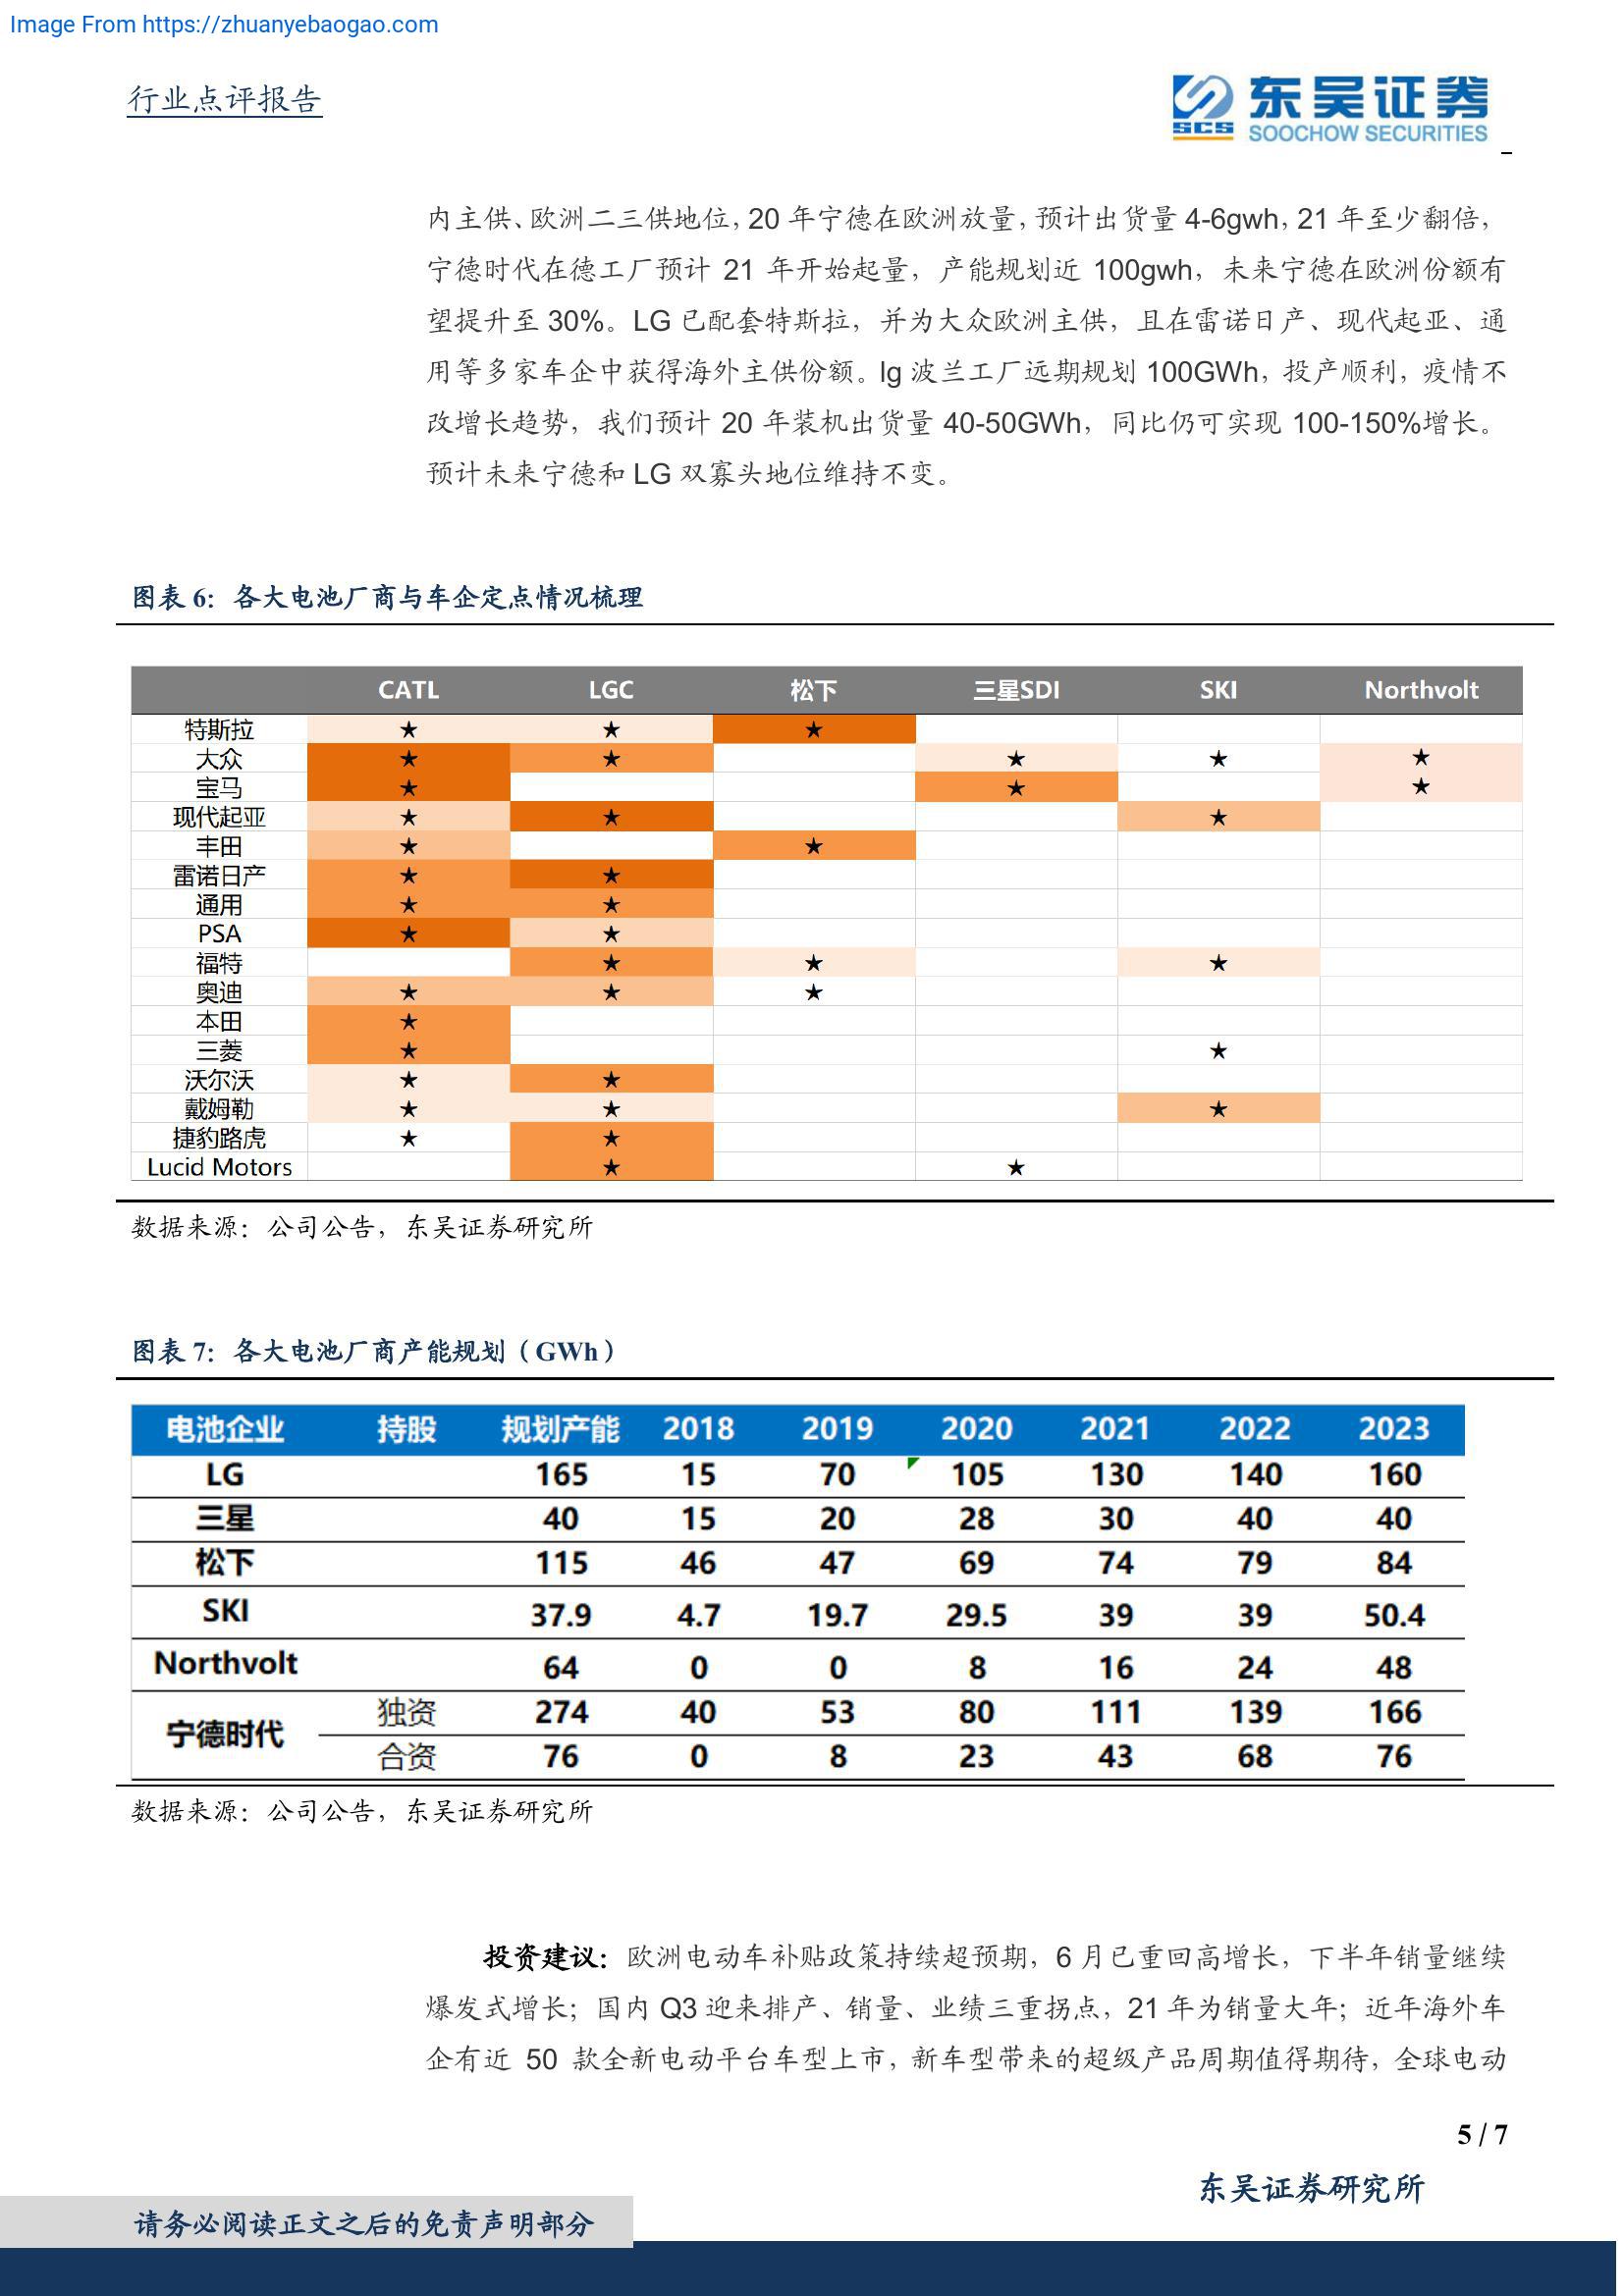 Image From https://zhuanyebaogao.com
行业点评报告
东吴证券
SCS
SOOCHOW SECURITIES
内主供、欧洲二三供地位，20 年宁德在欧洲放量，预计出货量 4-6gwh，21 年至少翻倍，
宁德时代在德工厂预计 21 年开始起量，产能规划近 100gwh，未来宁德在欧洲份额有
望提升至 30%。LG 已配套特斯拉，并为大众欧洲主供，且在雷诺日产、现代起亚、通
用等多家车企中获得海外主供份额。lg 波兰工厂远期规划 100GWh，投产顺利，疫情不
改增长趋势，我们预计 20 年装机出货量 40-50GWh，同比仍可实现 100-150%增长。
预计未来宁德和 LG 双寡头地位维持不变。
图表 6：各大电池厂商与车企定点情况梳理
CATL LGC 松下 三星SDI SKI Northvolt
特斯拉 ★ ★ ★
大众 ★ ★ ★ ★ ★
宝马 ★ ★ ★
现代起亚 ★ ★ ★
丰田 ★ ★
雷诺日产 ★ ★
通用 ★ ★
PSA ★ ★
福特 ★ ★ ★
奥迪 ★ ★ ★
本田 ★
三菱 ★ ★
沃尔沃 ★ ★
戴姆勒 ★ ★ ★
捷豹路虎 ★ ★
Lucid Motors ★ ★
数据来源：公司公告，东吴证券研究所
图表 7：各大电池厂商产能规划（GWh）
电池企业 持股 规划产能 2018 2019 2020 2021 2022 2023
LG 165 15 70 105 130 140 160
三星 40 15 20 28 30 40 40
松下 115 46 47 69 74 79 84
SKI 37.9 4.7 19.7 29.5 39 39 50.4
Northvolt 64 0 0 8 16 24 48
宁德时代 独资 274 40 53 80 111 139 166
合资 76 0 8 23 43 68 76
数据来源：公司公告，东吴证券研究所
投资建议：欧洲电动车补贴政策持续超预期，6 月已重回高增长，下半年销量继续
爆发式增长；国内 Q3 迎来排产、销量、业绩三重拐点，21 年为销量大年；近年海外车
企有近 50 款全新电动平台车型上市，新车型带来的超级产品周期值得期待，全球电动
5 / 7
东吴证券研究所
请务必阅读正文之后的免责声明部分